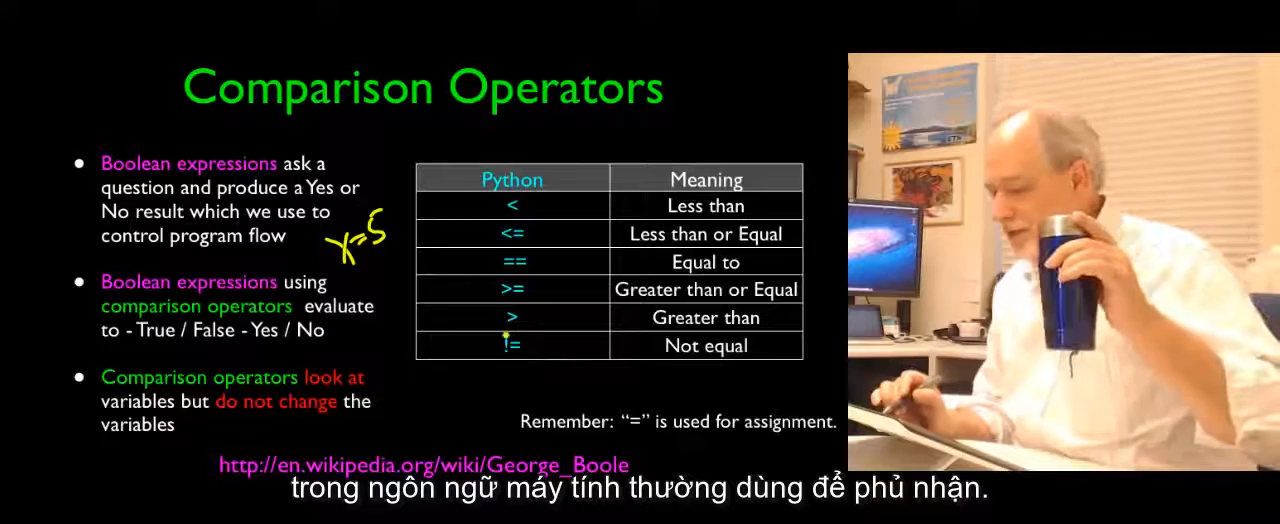 Comparison Operators
Boolean expressions ask a
question and produce a Yes or
No result which we use to
control program flow
x=5
Boolean expressions using
comparison operators evaluate
to - True / False - Yes / No
Comparison operators look at
variables but do not change the
variables
Python Meaning
< Less than
<= Less than or Equal
== Equal to
>= Greater than or Equal
> Greater than
!= Not equal
Remember: “=” is used for assignment.
http://en.wikipedia.org/wiki/George_Boole
trong ngôn ngữ máy tính thường dùng để phủ nhận.